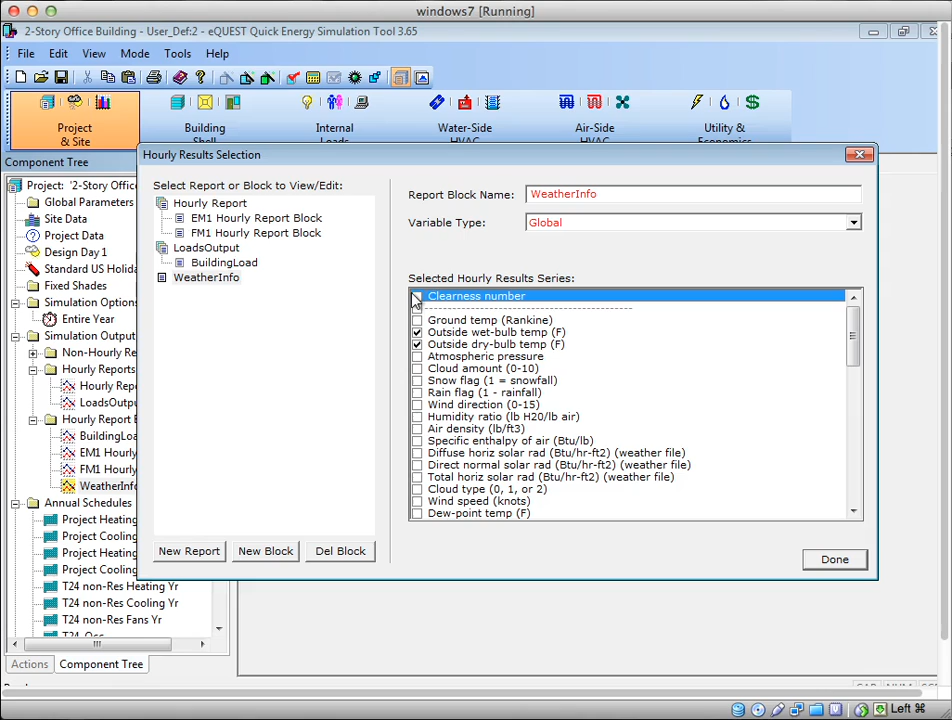 windows7 [Running]
2-Story Office Building - User_Def:2 - eQUEST Quick Energy Simulation Tool 3.65
File Edit View Mode Tools Help
Project & Site
Building Shell
Internal Loads
Water-Side HVAC
Air-Side HVAC
Utility & Economics
Component Tree
Project: '2-Story Offic
Global Parameters
Site Data
Project Data
Design Day 1
Standard US Holida
Fixed Shades
Simulation Options
Entire Year
Simulation Output
Non-Hourly Re
Hourly Reports
Hourly Repo
LoadsOutpu
Hourly Report B
BuildingLoa
EM1 Hourly
FM1 Hourly
WeatherInfo
Annual Schedules
Project Heating
Project Cooling
Project Heating
Project Cooling
T24 non-Res Heating Yr
T24 non-Res Cooling Yr
T24 non-Res Fans Yr
Actions Component Tree
Hourly Results Selection
Select Report or Block to View/Edit:
Hourly Report
EM1 Hourly Report Block
FM1 Hourly Report Block
LoadsOutput
BuildingLoad
WeatherInfo
New Report New Block Del Block
Report Block Name: WeatherInfo
Variable Type: Global
Selected Hourly Results Series:
Clearness number
Ground temp (Rankine)
Outside wet-bulb temp (F)
Outside dry-bulb temp (F)
Atmospheric pressure
Cloud amount (0-10)
Snow flag (1 = snowfall)
Rain flag (1 - rainfall)
Wind direction (0-15)
Humidity ratio (lb H20/lb air)
Air density (lb/ft3)
Specific enthalpy of air (Btu/lb)
Diffuse horiz solar rad (Btu/hr-ft2) (weather file)
Direct normal solar rad (Btu/hr-ft2) (weather file)
Total horiz solar rad (Btu/hr-ft2) (weather file)
Cloud type (0, 1, or 2)
Wind speed (knots)
Dew-point temp (F)
Done
Left ⌘